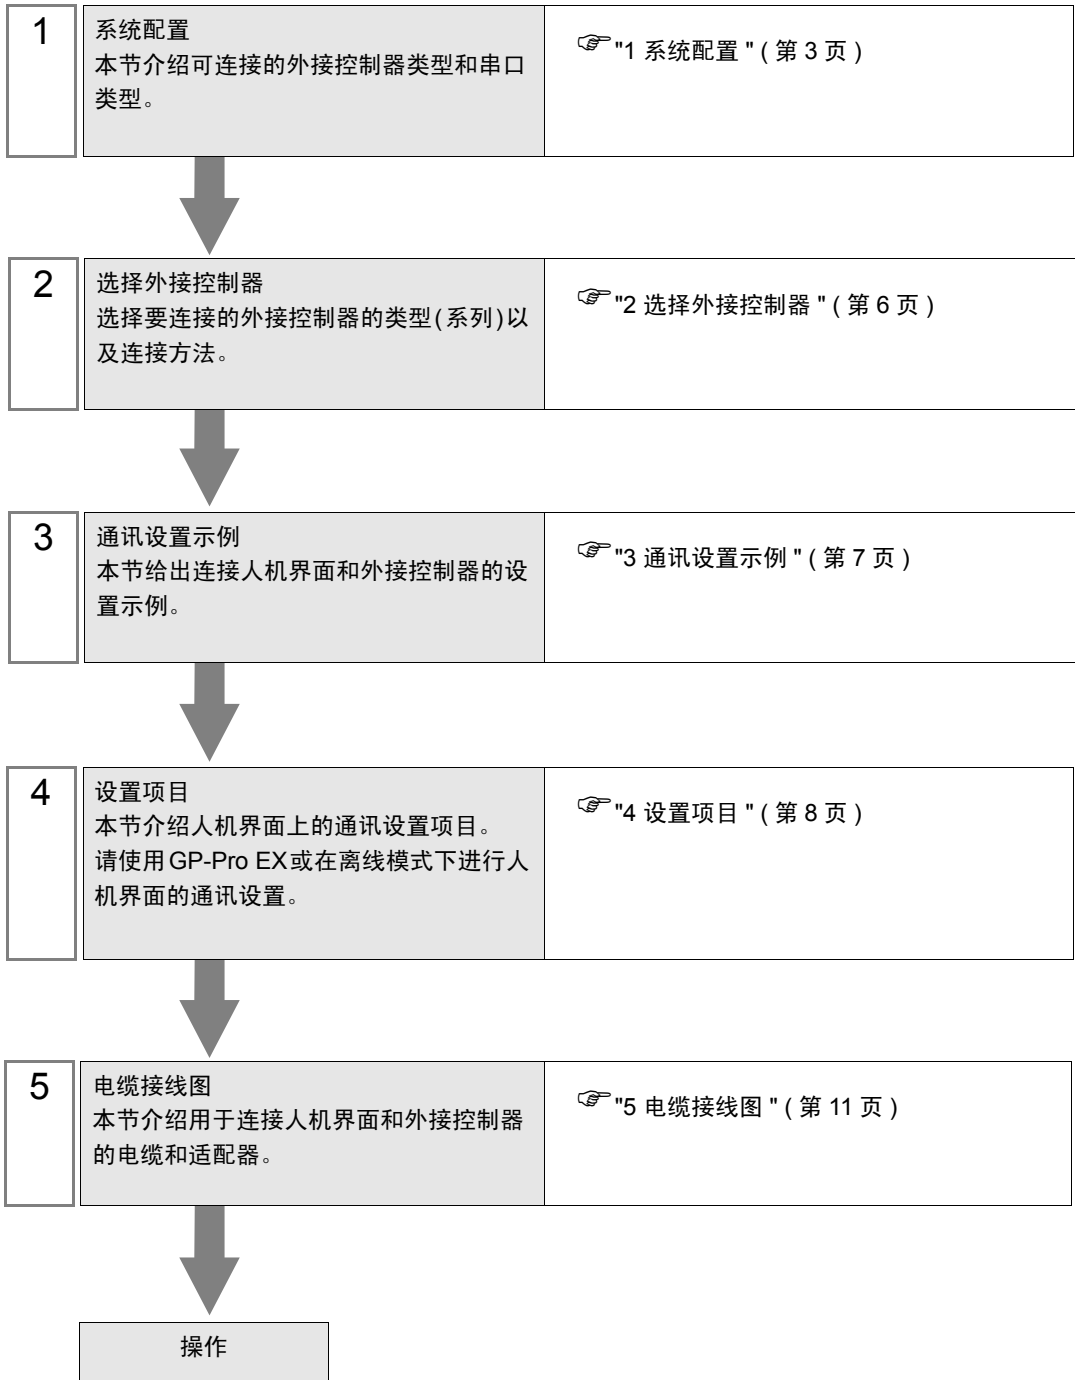 1
系统配置
本节介绍可连接的外接控制器类型和串口
类型。
☞"1 系统配置 " ( 第 3 页 )
2
选择外接控制器
选择要连接的外接控制器的类型(系列)以
及连接方法。
☞"2 选择外接控制器 " ( 第 6 页 )
3
通讯设置示例
本节给出连接人机界面和外接控制器的设
置示例。
☞"3 通讯设置示例 " ( 第 7 页 )
4
设置项目
本节介绍人机界面上的通讯设置项目。
请使用 GP-Pro EX 或在离线模式下进行人
机界面的通讯设置。
☞"4 设置项目 " ( 第 8 页 )
5
电缆接线图
本节介绍用于连接人机界面和外接控制器
的电缆和适配器。
☞"5 电缆接线图 " ( 第 11 页 )
操作